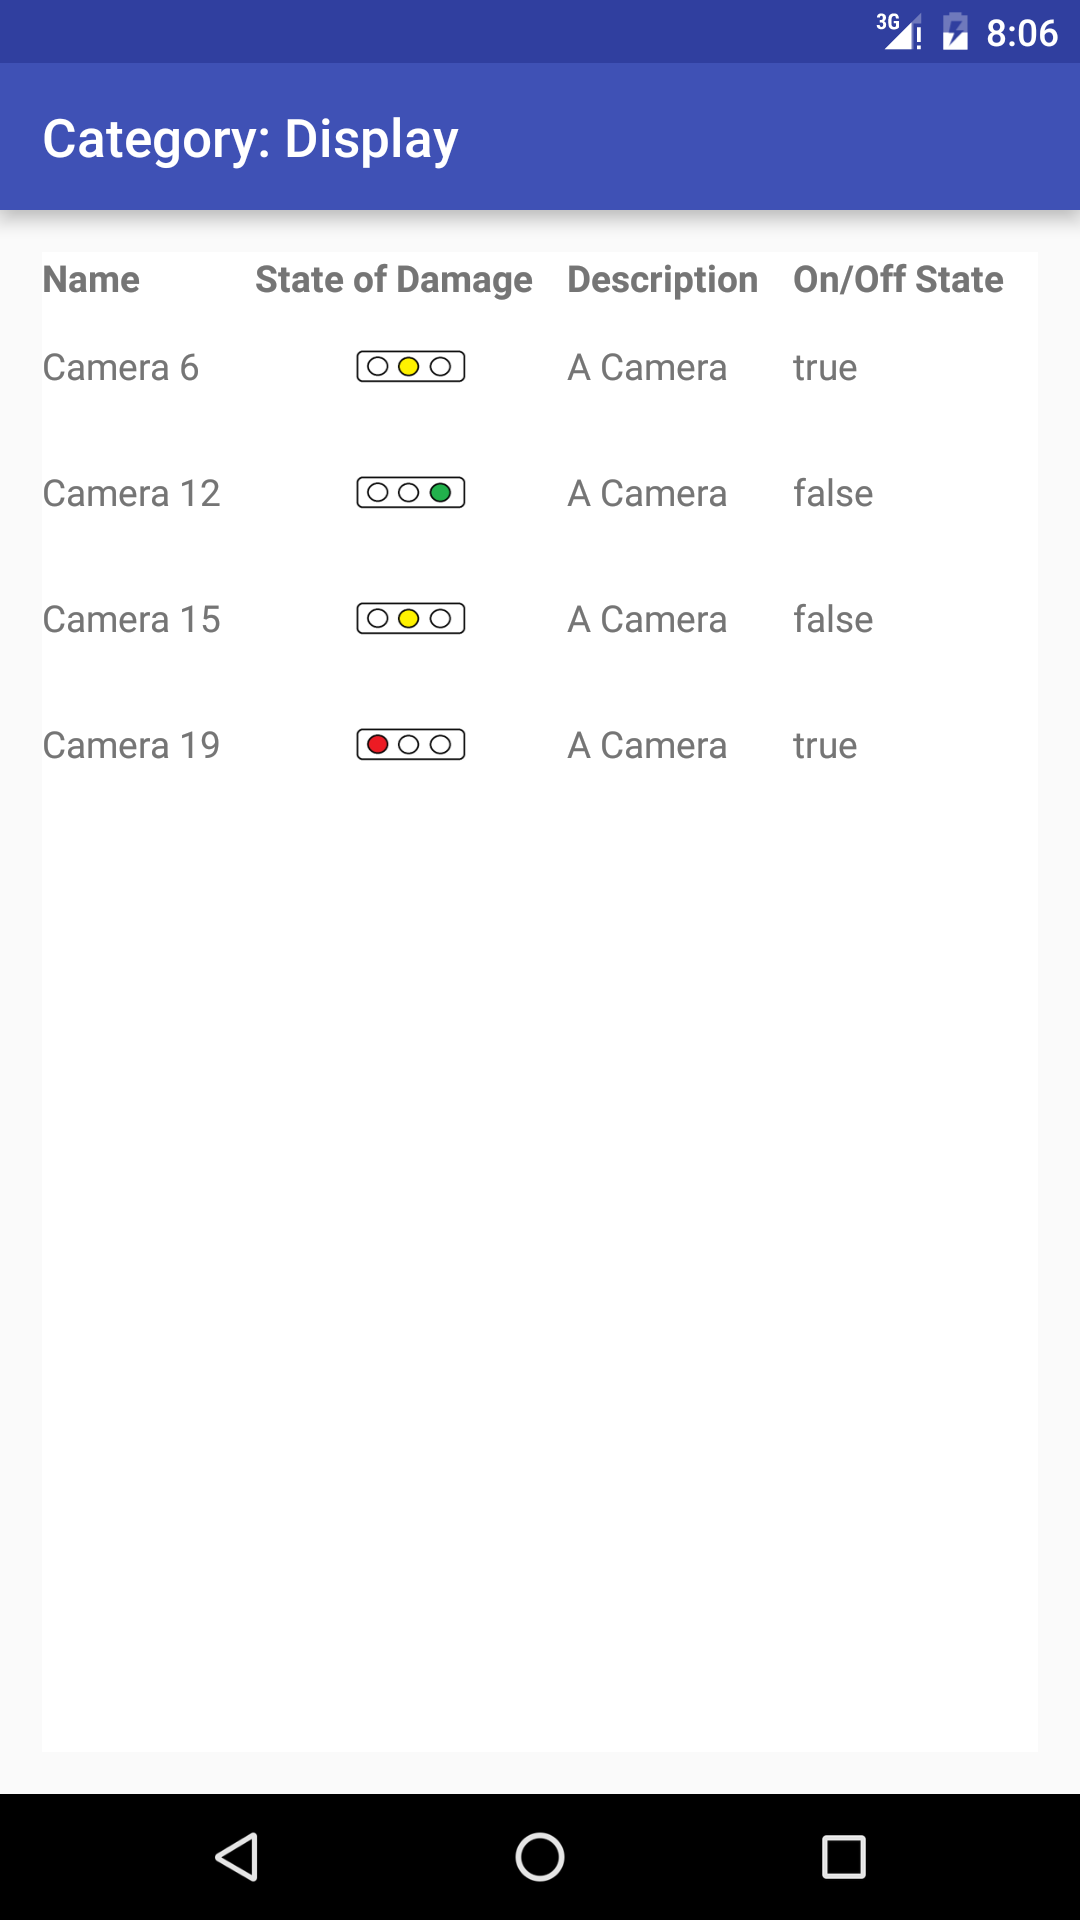 3G 8:06
Category: Display
Name State of Damage Description On/Off State
Camera 6 A Camera true
Camera 12 A Camera false
Camera 15 A Camera false
Camera 19 A Camera true